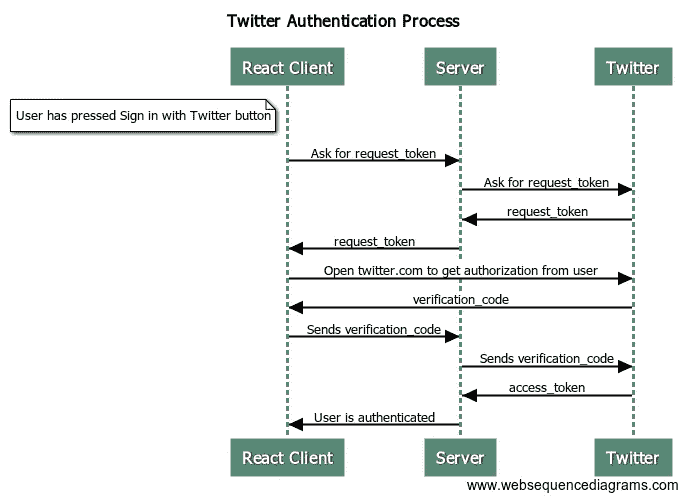 Twitter Authentication Process
React Client
Server
Twitter
User has pressed Sign in with Twitter button
Ask for request_token
Ask for request_token
request_token
request_token
Open twitter.com to get authorization from user
verification_code
Sends verification_code
Sends verification_code
access_token
User is authenticated
React Client
Server
Twitter
www.websequencediagrams.com